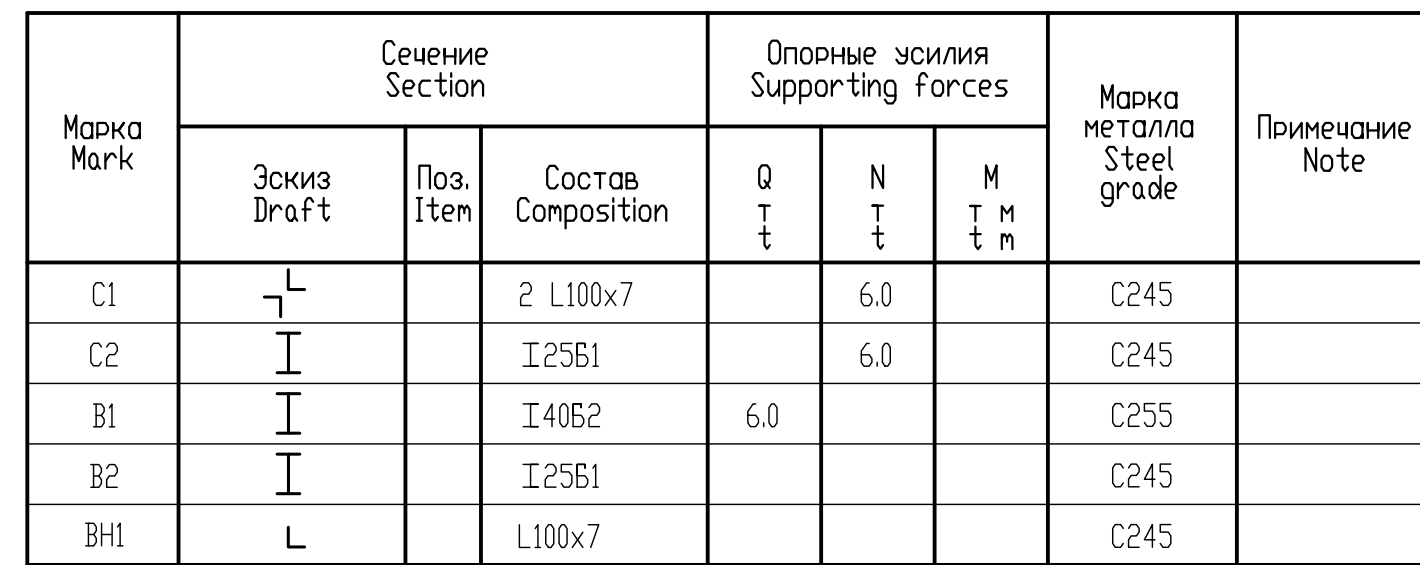 Марка
Mark
Сечение
Section
Опорные усилия
Supporting forces
Марка
металла
Steel
grade
Примечание
Note
Эскиз
Draft
Поз.
Item
Состав
Composition
Q
т
t
N
т
t
M
т м
t m
C1 2 L100x7 6.0 C245
C2 I25Б1 6.0 C245
B1 I40Б2 6.0 C255
B2 I25Б1 C245
BH1 L100x7 C245